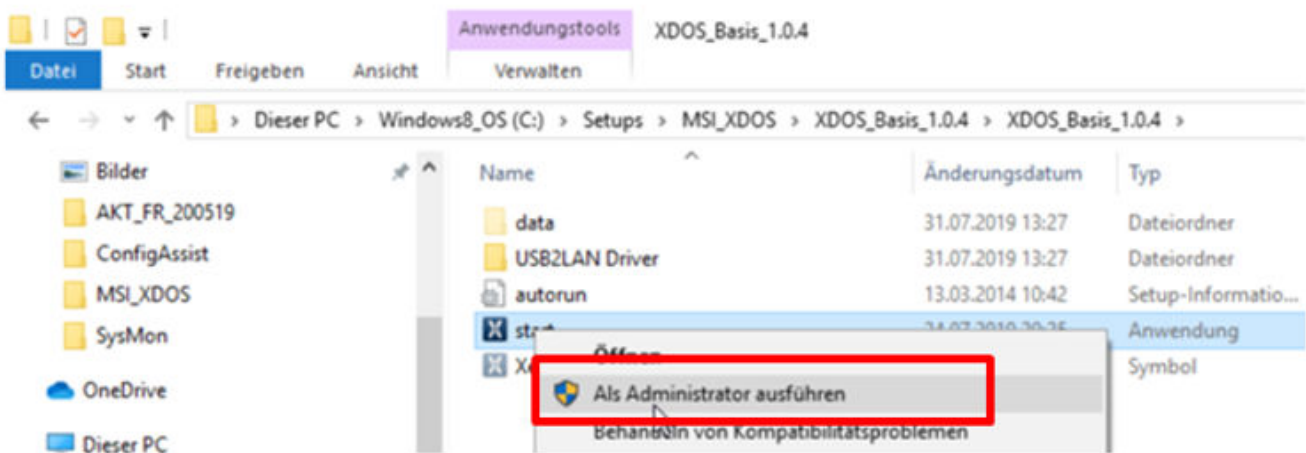 Anwendungstools XDOS_Basis_1.0.4
Datei Start Freigeben Ansicht Verwalten
Dieser PC > Windows8_OS (C:) > Setups > MSI_XDOS > XDOS_Basis_1.0.4 > XDOS_Basis_1.0.4 >
Bilder Name Änderungsdatum Typ
AKT_FR_200519 data 31.07.2019 13:27 Dateiordner
ConfigAssist USB2LAN Driver 31.07.2019 13:27 Dateiordner
MSI_XDOS autorun 13.03.2014 10:42 Setup-Informatio...
SysMon start Anwendung
Öffnen Symbol
OneDrive Als Administrator ausführen
Dieser PC Behandeln von Kompatibilitätsproblemen